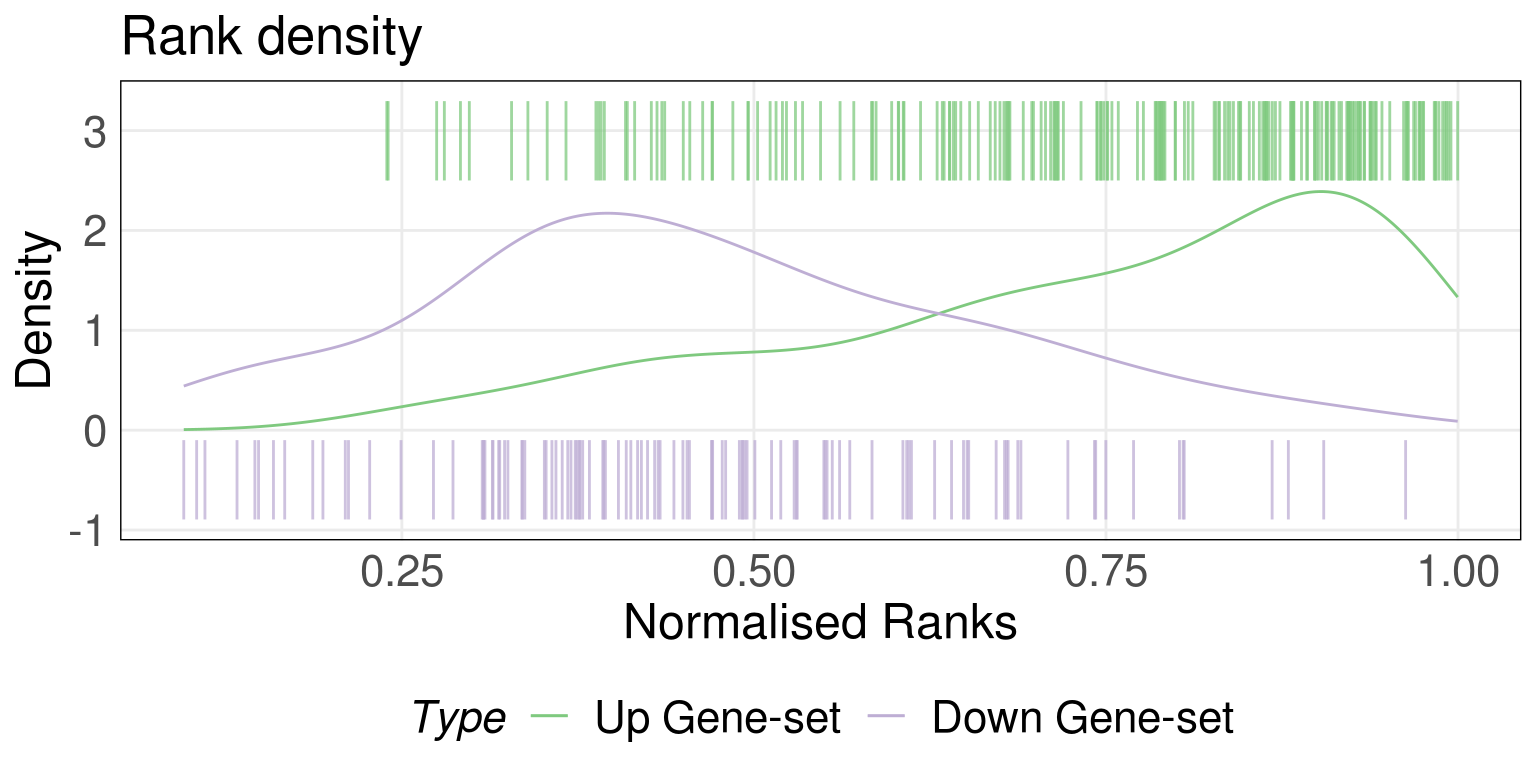 Rank density
3
2
1
0
-1
Density
0.25 0.50 0.75 1.00
Normalised Ranks
Type Up Gene-set Down Gene-set